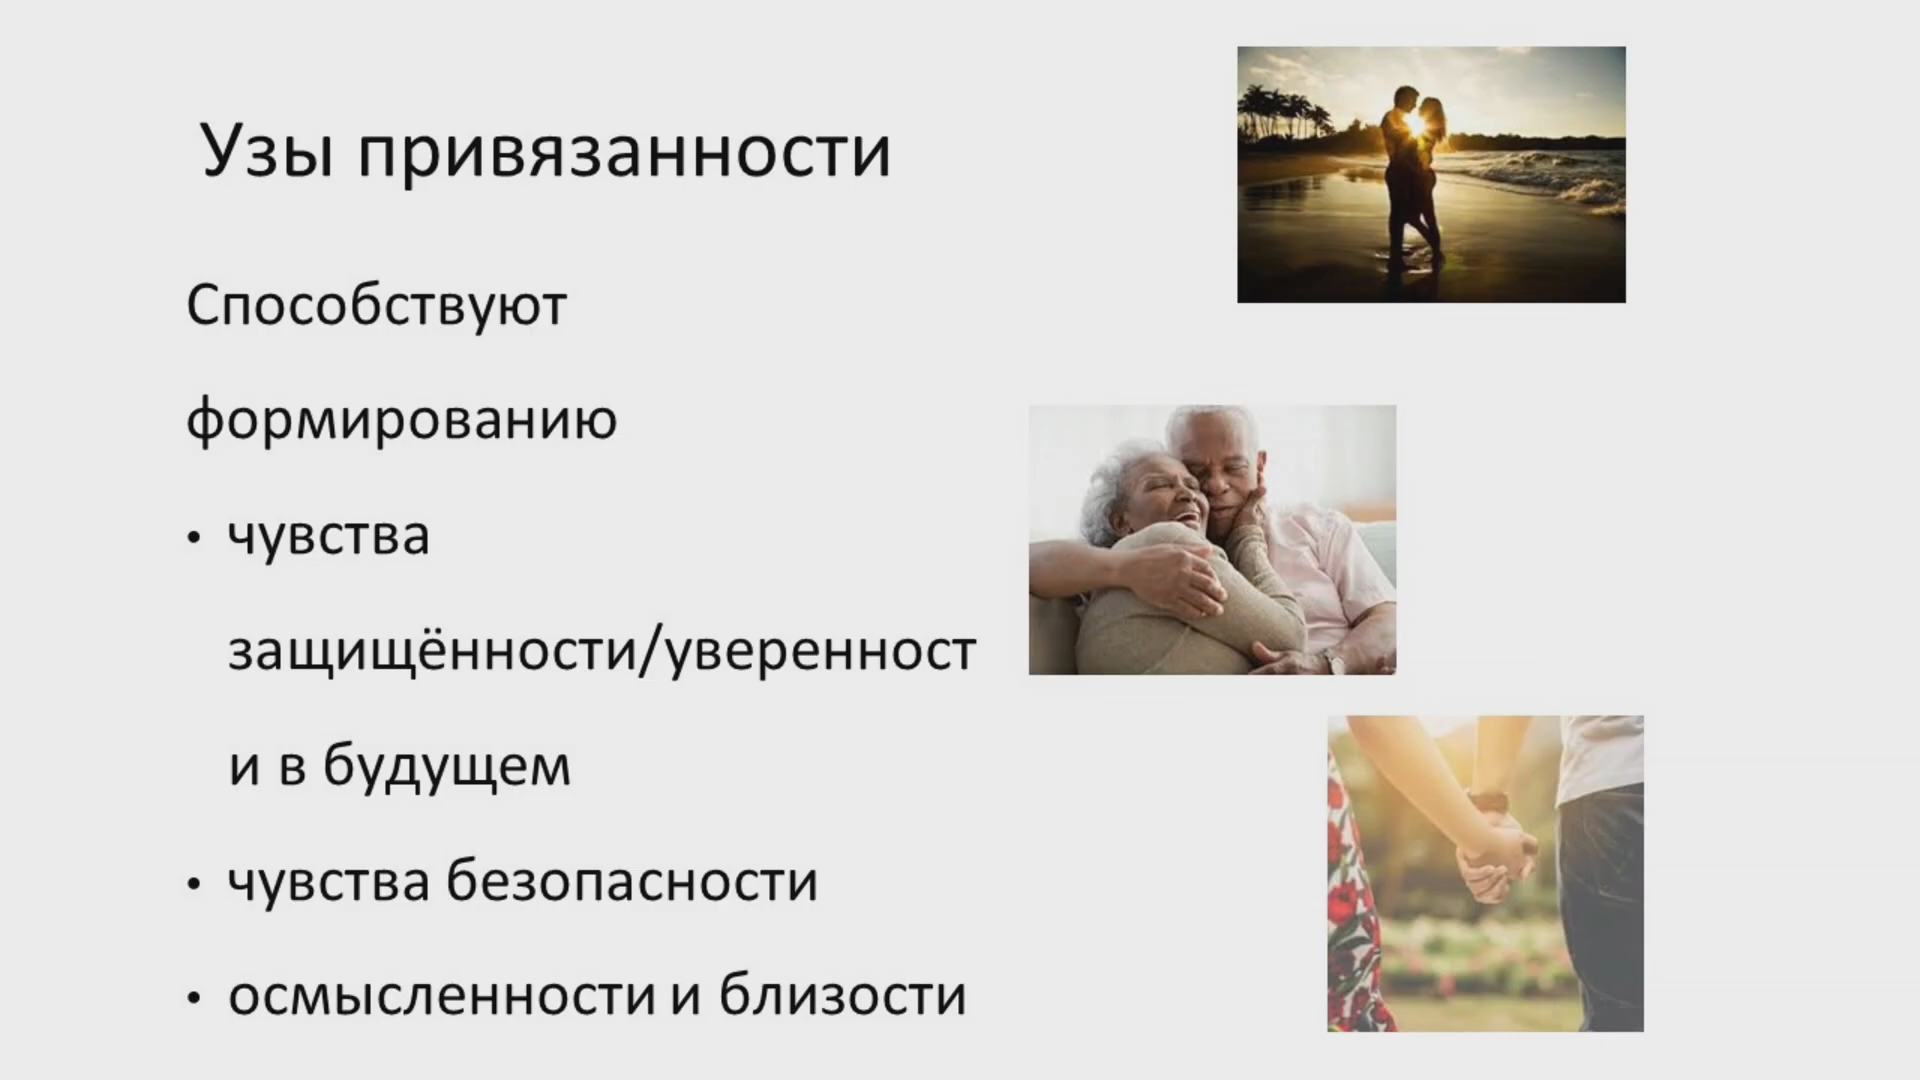 Узы привязанности
Способствуют
формированию
• чувства
защищённости/уверенност
и в будущем
• чувства безопасности
• осмысленности и близости